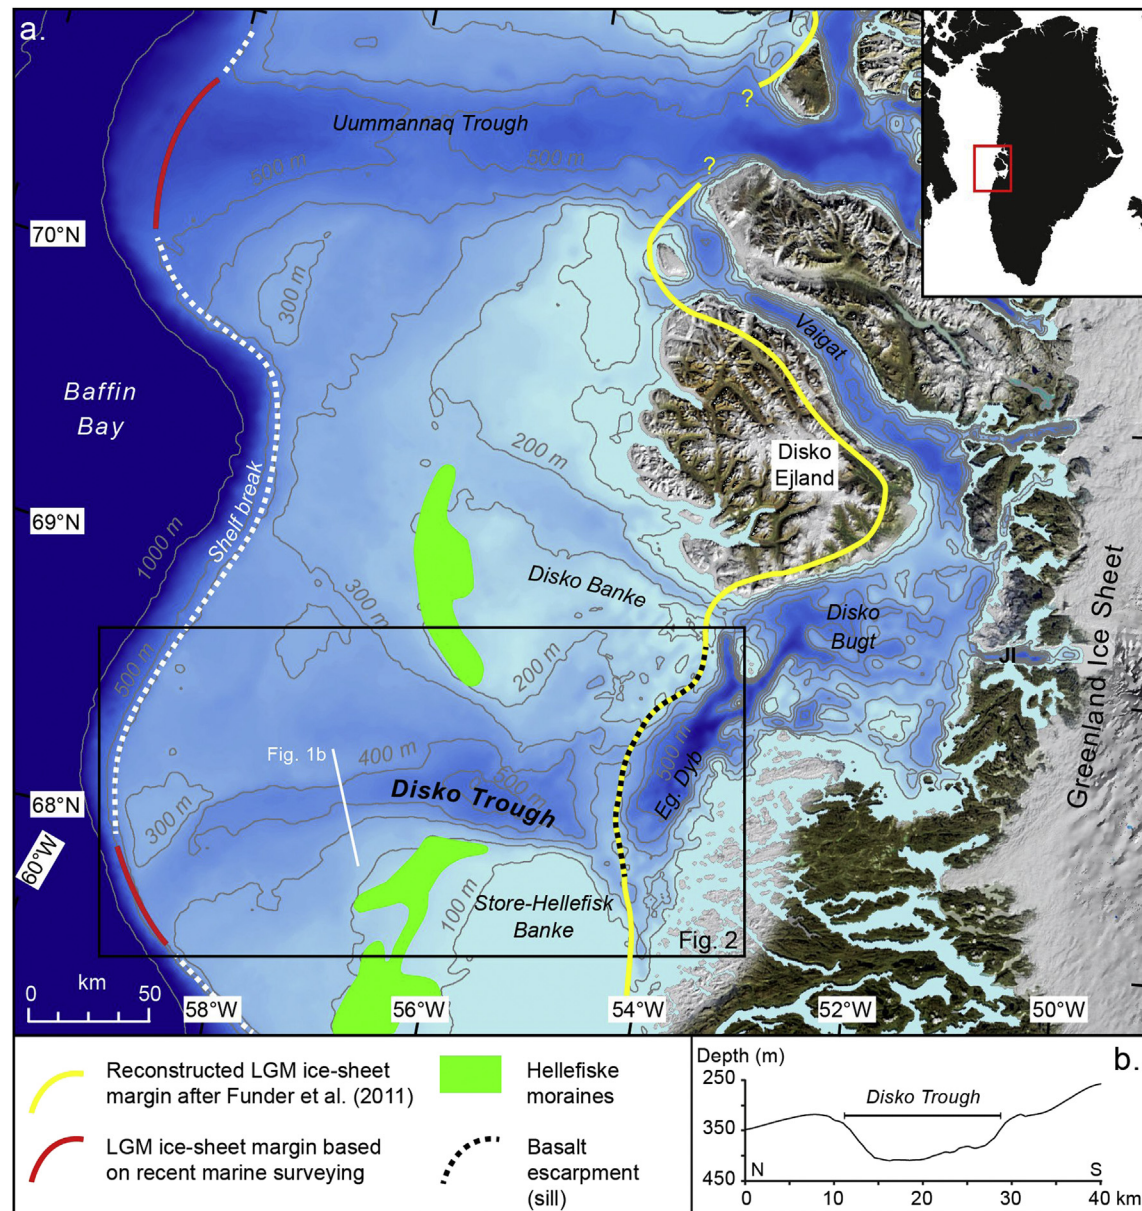 a.
Uummannaq Trough
?
?
500 m
500 m
70°N
300 m
Vaigat
Baffin
Bay
Disko
Ejland
200 m
69°N
Shelf break
1000 m
Disko Banke
Disko
Bugt
Greenland Ice Sheet
300 m
JI
500 m
200 m
Fig. 1b
400 m
500 m
500 m
Eg. Dyb
Disko Trough
68°N
300 m
60°W
100 m
Store-Hellefisk
Banke
Fig. 2
km
0 50
58°W
56°W
54°W
52°W
50°W
Reconstructed LGM ice-sheet
margin after Funder et al. (2011)
Hellefiske
moraines
LGM ice-sheet margin based
on recent marine surveying
Basalt
escarpment
(sill)
Depth (m)
b.
250
Disko Trough
350
450
N
S
0 10 20 30 40 km